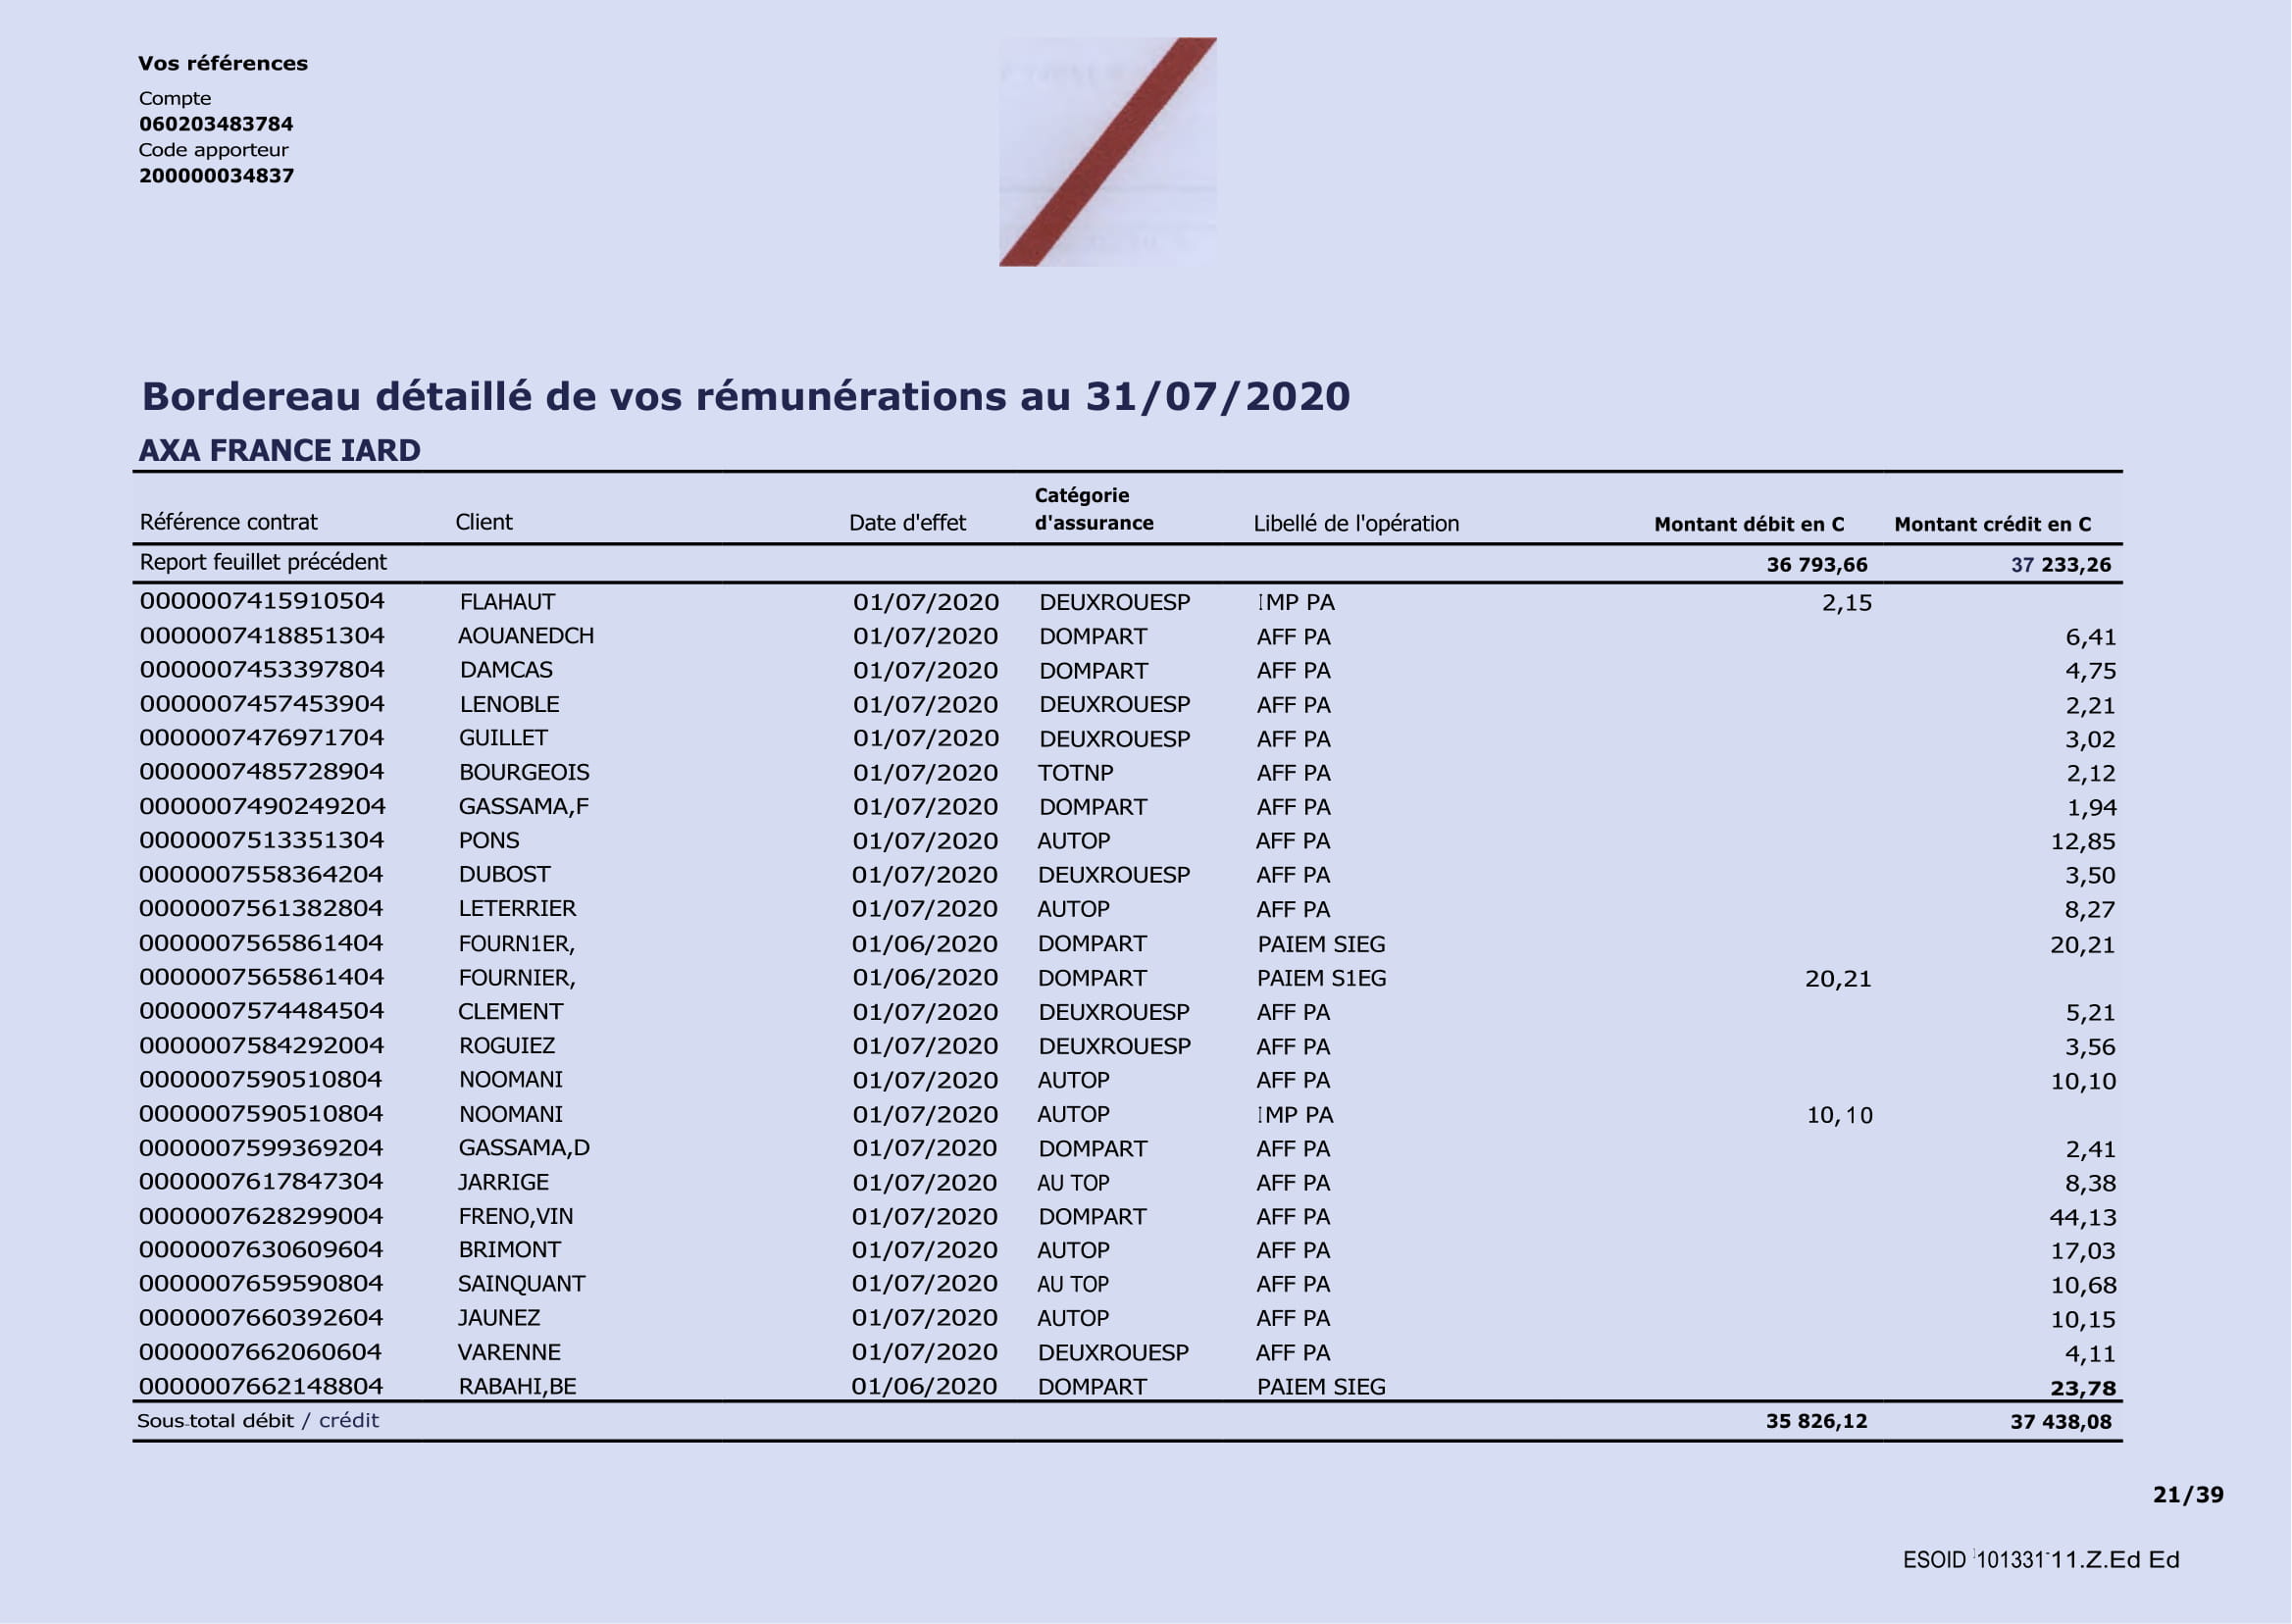 Vos références
Compte
060203483784
Code apporteur
200000034837
Bordereau détaillé de vos rémunérations au 31/07/2020
AXA FRANCE IARD
Référence contrat Client Date d'effet Catégorie d'assurance Libellé de l'opération Montant débit en C Montant crédit en C
Report feuillet précédent 36 793,66 37 233,26
0000007415910504 FLAHAUT 01/07/2020 DEUXROUESP IMP PA 2,15
0000007418851304 AOUANEDCH 01/07/2020 DOMPART AFF PA 6,41
0000007453397804 DAMCAS 01/07/2020 DOMPART AFF PA 4,75
0000007457453904 LENOBLE 01/07/2020 DEUXROUESP AFF PA 2,21
0000007476971704 GUILLET 01/07/2020 DEUXROUESP AFF PA 3,02
0000007485728904 BOURGEOIS 01/07/2020 TOTNP AFF PA 2,12
0000007490249204 GASSAMA,F 01/07/2020 DOMPART AFF PA 1,94
0000007513351304 PONS 01/07/2020 AUTOP AFF PA 12,85
0000007558364204 DUBOST 01/07/2020 DEUXROUESP AFF PA 3,50
0000007561382804 LETERRIER 01/07/2020 AUTOP AFF PA 8,27
0000007565861404 FOURN1ER, 01/06/2020 DOMPART PAIEM SIEG 20,21
0000007565861404 FOURNIER, 01/06/2020 DOMPART PAIEM S1EG 20,21
0000007574484504 CLEMENT 01/07/2020 DEUXROUESP AFF PA 5,21
0000007584292004 ROGUIEZ 01/07/2020 DEUXROUESP AFF PA 3,56
0000007590510804 NOOMANI 01/07/2020 AUTOP AFF PA 10,10
0000007590510804 NOOMANI 01/07/2020 AUTOP IMP PA 10,10
0000007599369204 GASSAMA,D 01/07/2020 DOMPART AFF PA 2,41
0000007617847304 JARRIGE 01/07/2020 AU TOP AFF PA 8,38
0000007628299004 FRENO,VIN 01/07/2020 DOMPART AFF PA 44,13
0000007630609604 BRIMONT 01/07/2020 AUTOP AFF PA 17,03
0000007659590804 SAINQUANT 01/07/2020 AU TOP AFF PA 10,68
0000007660392604 JAUNEZ 01/07/2020 AUTOP AFF PA 10,15
0000007662060604 VARENNE 01/07/2020 DEUXROUESP AFF PA 4,11
0000007662148804 RABAHI,BE 01/06/2020 DOMPART PAIEM SIEG 23,78
Sous-total débit / crédit 35 826,12 37 438,08
21/39
ESOID 101331-11.Z.Ed Ed